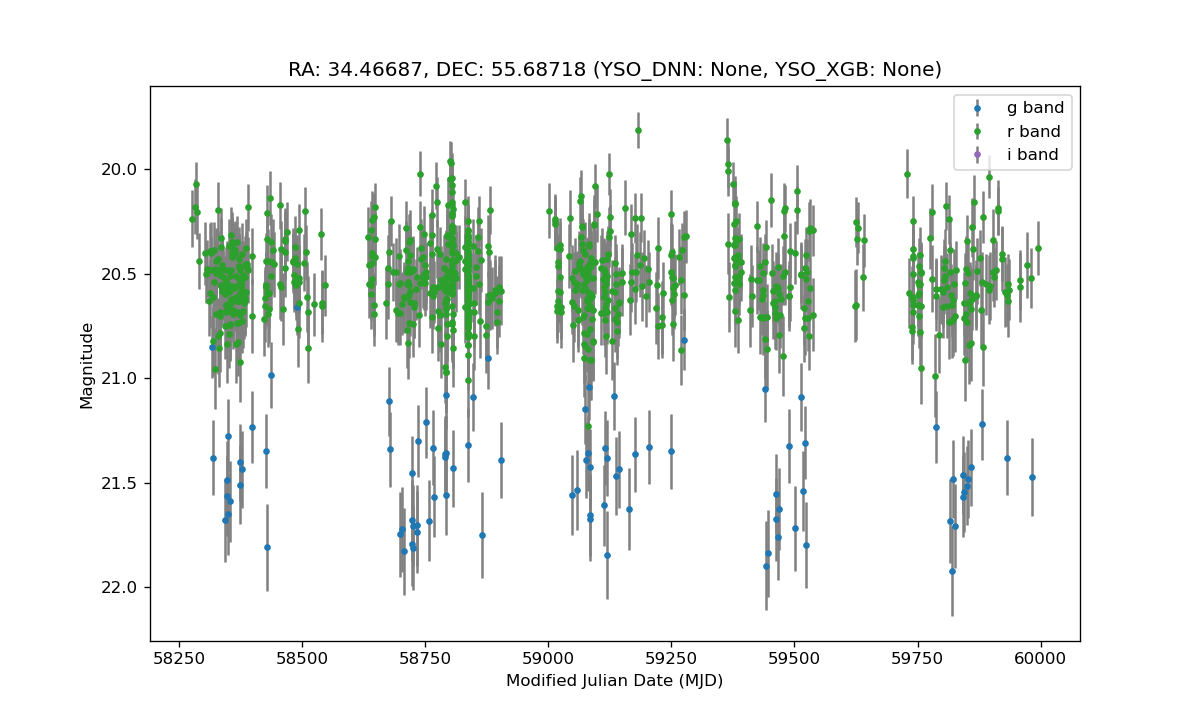 RA: 34.46687, DEC: 55.68718 (YSO_DNN: None, YSO_XGB: None)
g band
r band
i band
20.0
20.5
21.0
21.5
22.0
Magnitude
58250 58500 58750 59000 59250 59500 59750 60000
Modified Julian Date (MJD)